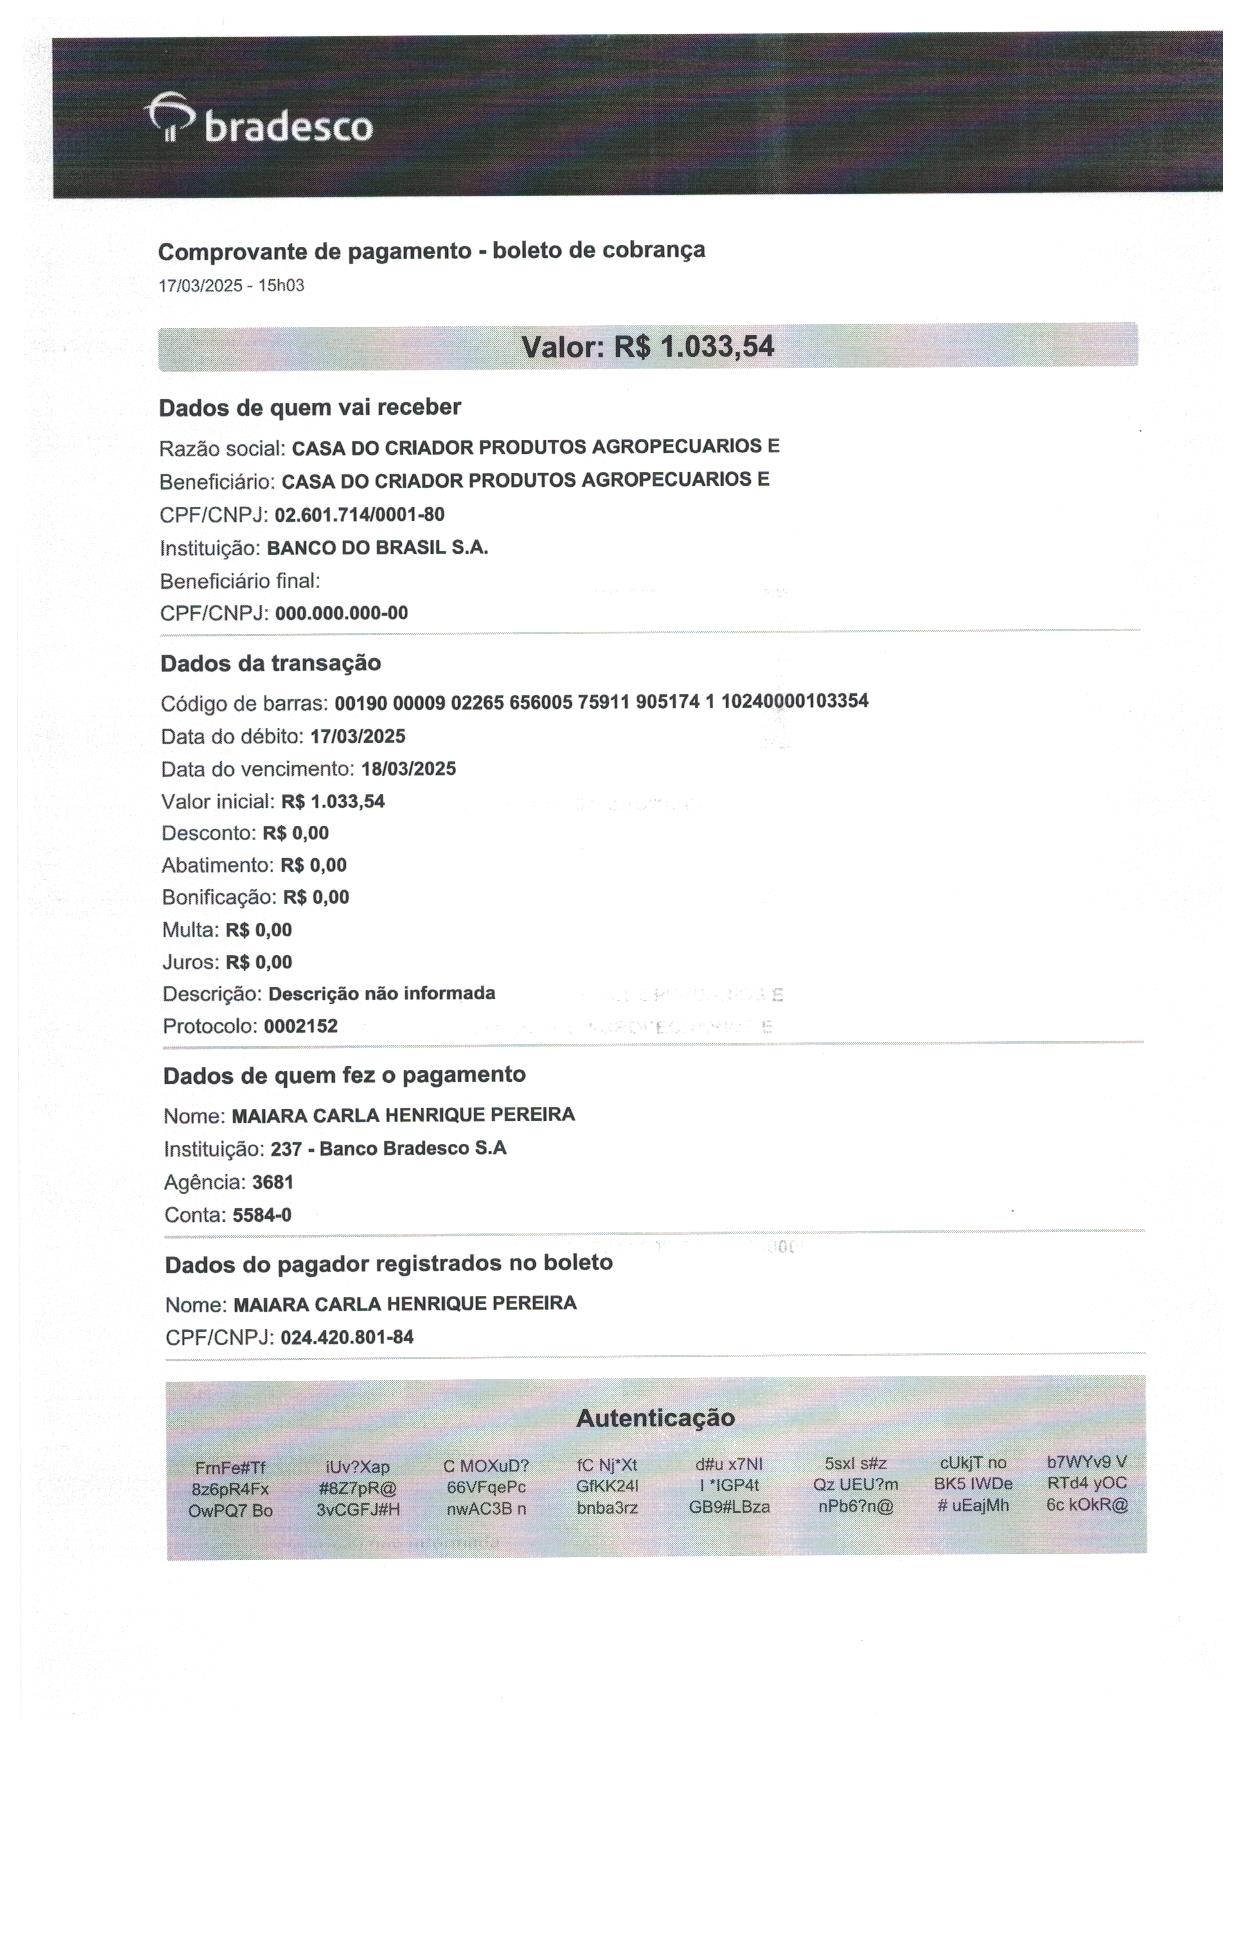 bradesco
Comprovante de pagamento - boleto de cobrança
17/03/2025 - 15h03
Valor: R$ 1.033,54
Dados de quem vai receber
Razão social: CASA DO CRIADOR PRODUTOS AGROPECUARIOS E
Beneficiário: CASA DO CRIADOR PRODUTOS AGROPECUARIOS E
CPF/CNPJ: 02.601.714/0001-80
Instituição: BANCO DO BRASIL S.A.
Beneficiário final:
CPF/CNPJ: 000.000.000-00
Dados da transação
Código de barras: 00190 00009 02265 656005 75911 905174 1 10240000103354
Data do débito: 17/03/2025
Data do vencimento: 18/03/2025
Valor inicial: R$ 1.033,54
Desconto: R$ 0,00
Abatimento: R$ 0,00
Bonificação: R$ 0,00
Multa: R$ 0,00
Juros: R$ 0,00
Descrição: Descrição não informada
Protocolo: 0002152
Dados de quem fez o pagamento
Nome: MAIARA CARLA HENRIQUE PEREIRA
Instituição: 237 - Banco Bradesco S.A
Agência: 3681
Conta: 5584-0
Dados do pagador registrados no boleto
Nome: MAIARA CARLA HENRIQUE PEREIRA
CPF/CNPJ: 024.420.801-84
Autenticação
FrnFe#Tf iUv?Xap C MOXuD? fC Nj*Xt d#u x7NI 5sxI s#z cUkjT no b7WYv9 V
8z6pR4Fx #8Z7pR@ 66VFqePc GfKK24I I *IGP4t Qz UEU?m BK5 IWDe RTd4 yOC
OwPQ7 Bo 3vCGFJ#H nwAC3B n bnba3rz GB9#LBza nPb6?n@ # uEajMh 6c kOkR@